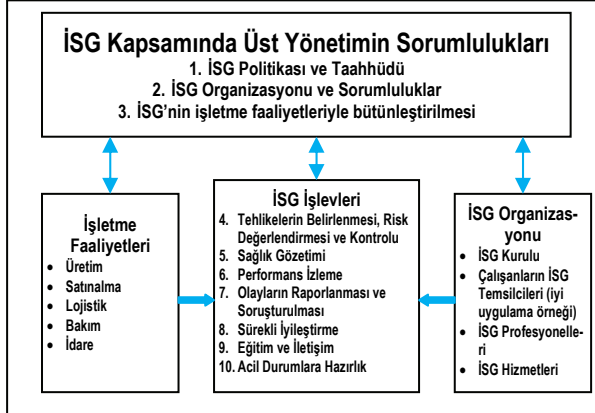 İSG Kapsamında Üst Yönetimin Sorumlulukları
1. İSG Politikası ve Taahhüdü
2. İSG Organizasyonu ve Sorumluluklar
3. İSG’nin işletme faaliyetleriyle bütünleştirilmesi
İşletme
Faaliyetleri
• Üretim
• Satınalma
• Lojistik
• Bakım
• İdare
İSG İşlevleri
4. Tehlikelerin Belirlenmesi, Risk
Değerlendirmesi ve Kontrolu
5. Sağlık Gözetimi
6. Performans İzleme
7. Olayların Raporlanması ve
Soruşturulması
8. Sürekli İyileştirme
9. Eğitim ve İletişim
10. Acil Durumlara Hazırlık
İSG Organizas-
yonu
• İSG Kurulu
• Çalışanların İSG
Temsilcileri (iyi
uygulama örneği)
• İSG Profesyonelle-
ri
• İSG Hizmetleri